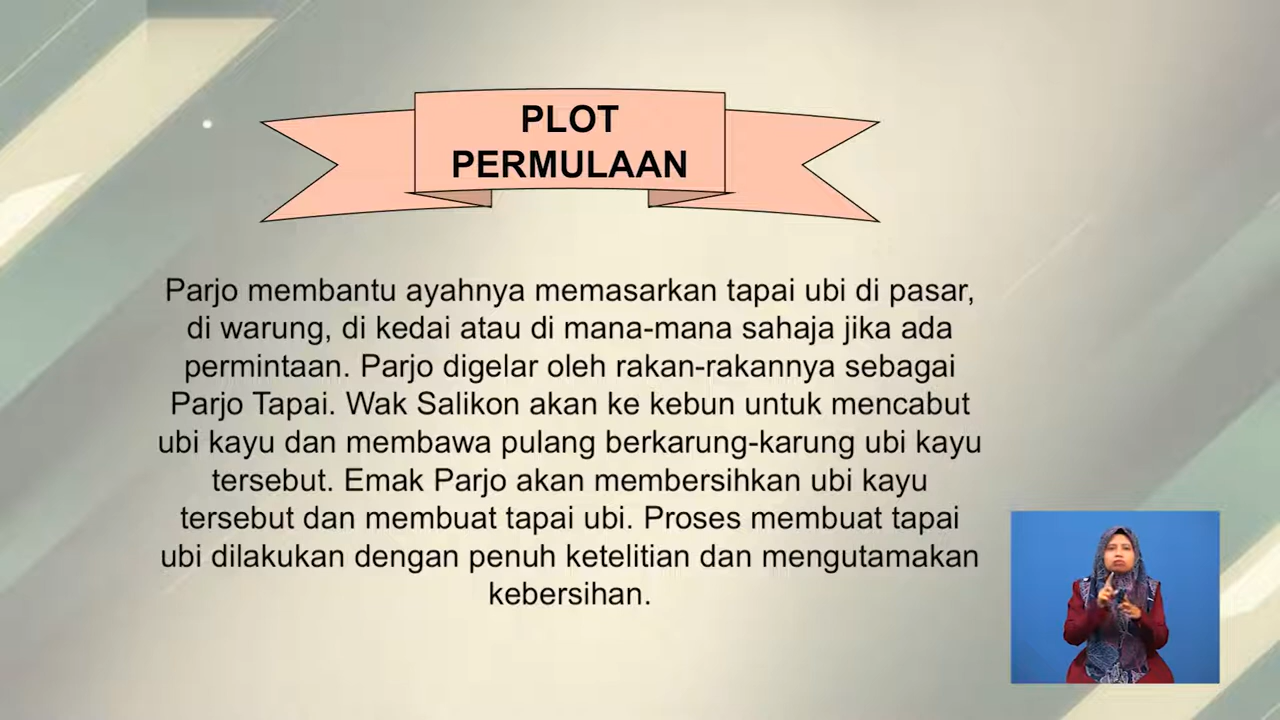 PLOT
PERMULAAN
Parjo membantu ayahnya memasarkan tapai ubi di pasar,
di warung, di kedai atau di mana-mana sahaja jika ada
permintaan. Parjo digelar oleh rakan-rakannya sebagai
Parjo Tapai. Wak Salikon akan ke kebun untuk mencabut
ubi kayu dan membawa pulang berkarung-karung ubi kayu
tersebut. Emak Parjo akan membersihkan ubi kayu
tersebut dan membuat tapai ubi. Proses membuat tapai
ubi dilakukan dengan penuh ketelitian dan mengutamakan
kebersihan.